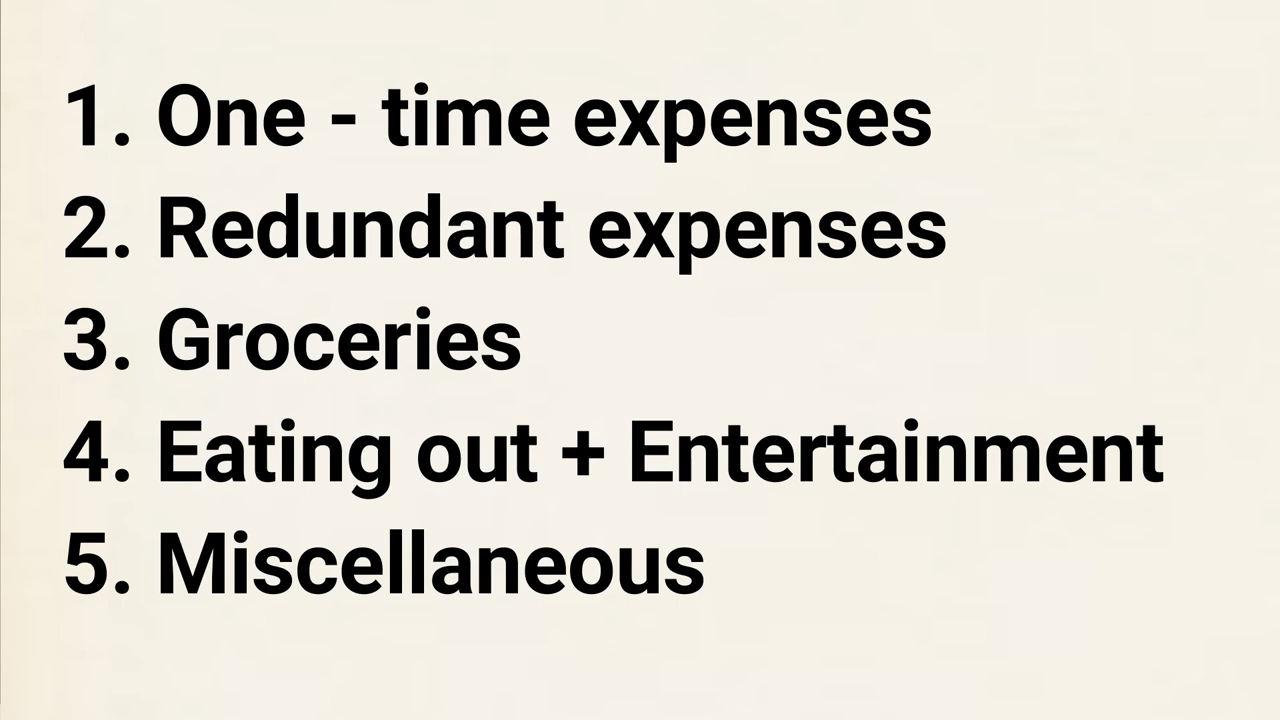 1. One - time expenses
2. Redundant expenses
3. Groceries
4. Eating out + Entertainment
5. Miscellaneous